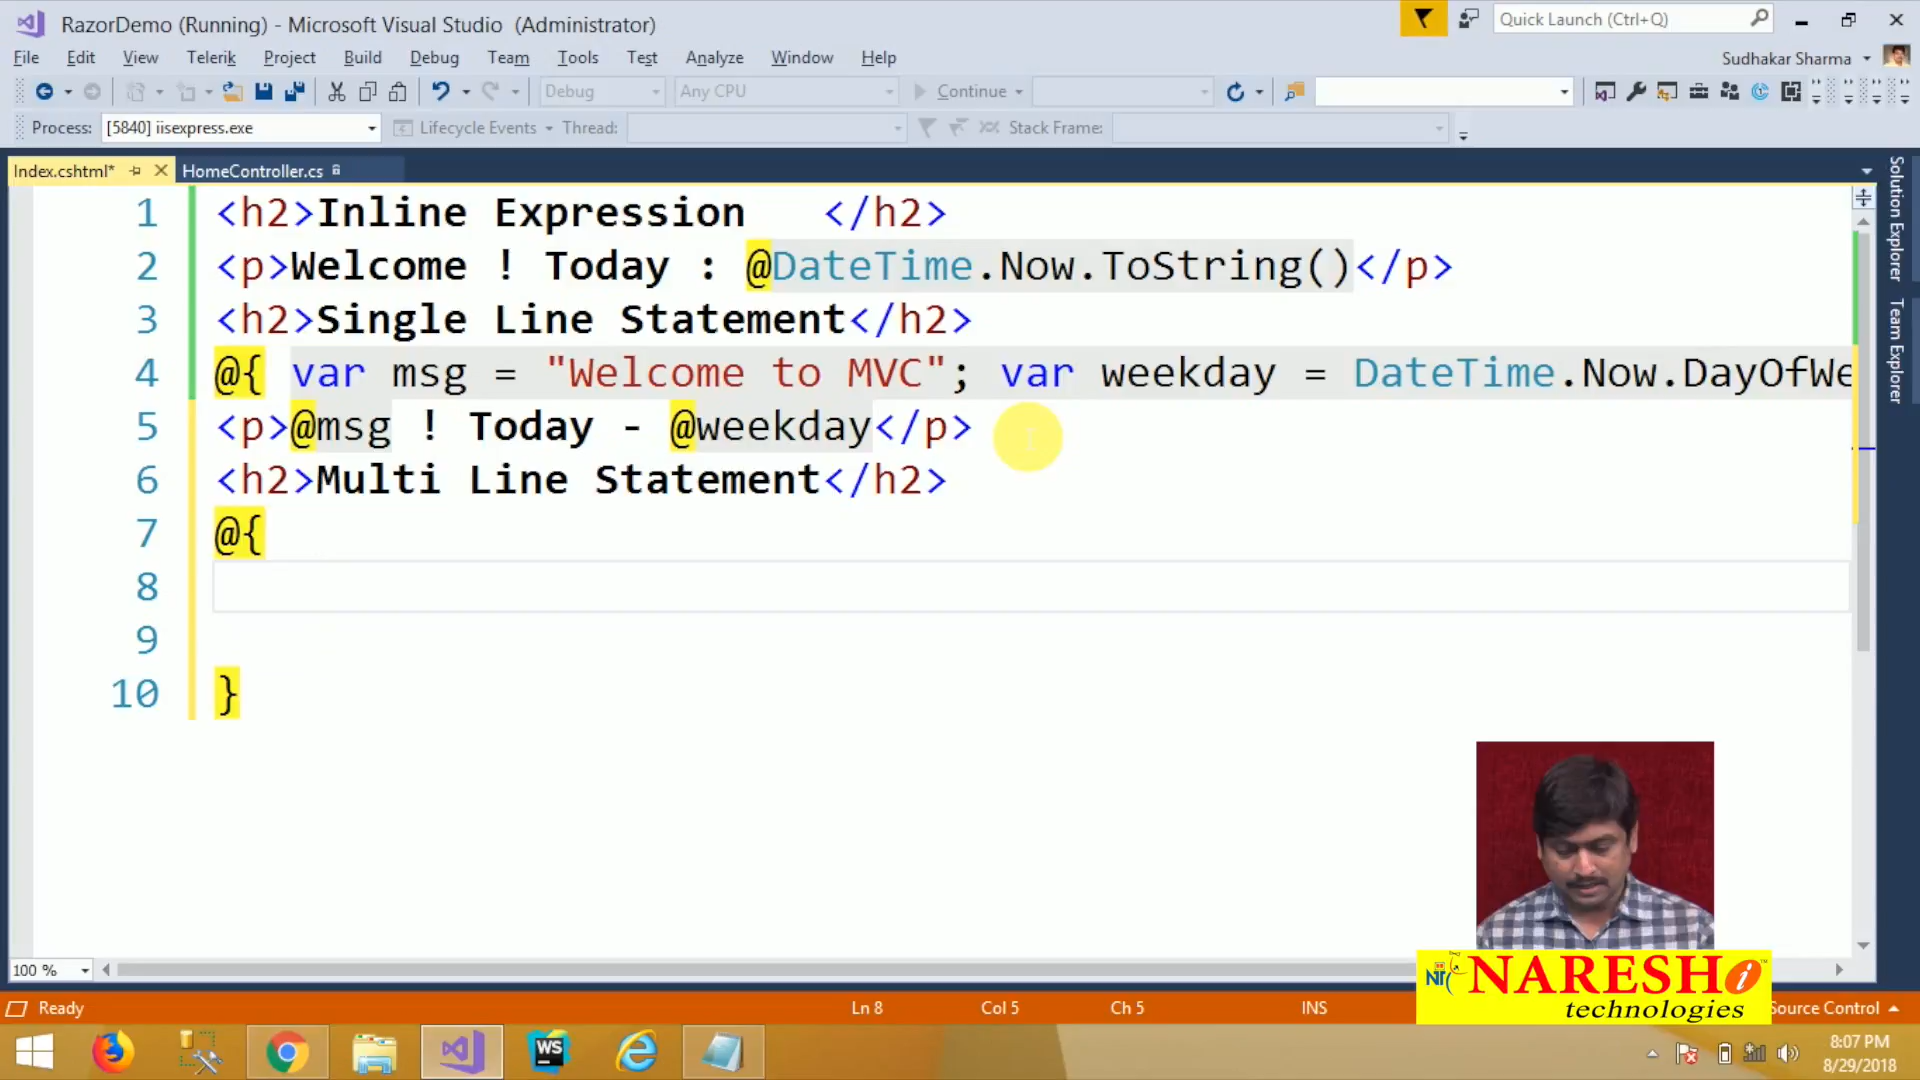 RazorDemo (Running) - Microsoft Visual Studio (Administrator)
Quick Launch (Ctrl+Q)
File Edit View Telerik Project Build Debug Team Tools Test Analyze Window Help
Sudhakar Sharma
Debug Any CPU Continue
Process: [5840] iisexpress.exe Lifecycle Events Thread: Stack Frame:
Index.cshtml* HomeController.cs
Solution Explorer
Team Explorer
1 <h2>Inline Expression </h2>
2 <p>Welcome ! Today : @DateTime.Now.ToString()</p>
3 <h2>Single Line Statement</h2>
4 @{ var msg = "Welcome to MVC"; var weekday = DateTime.Now.DayOfWe
5 <p>@msg ! Today - @weekday</p>
6 <h2>Multi Line Statement</h2>
7 @{
8
9
10 }
100 %
NARESH i
technologies
Ready Ln 8 Col 5 Ch 5 INS Source Control
WS
8:07 PM
8/29/2018